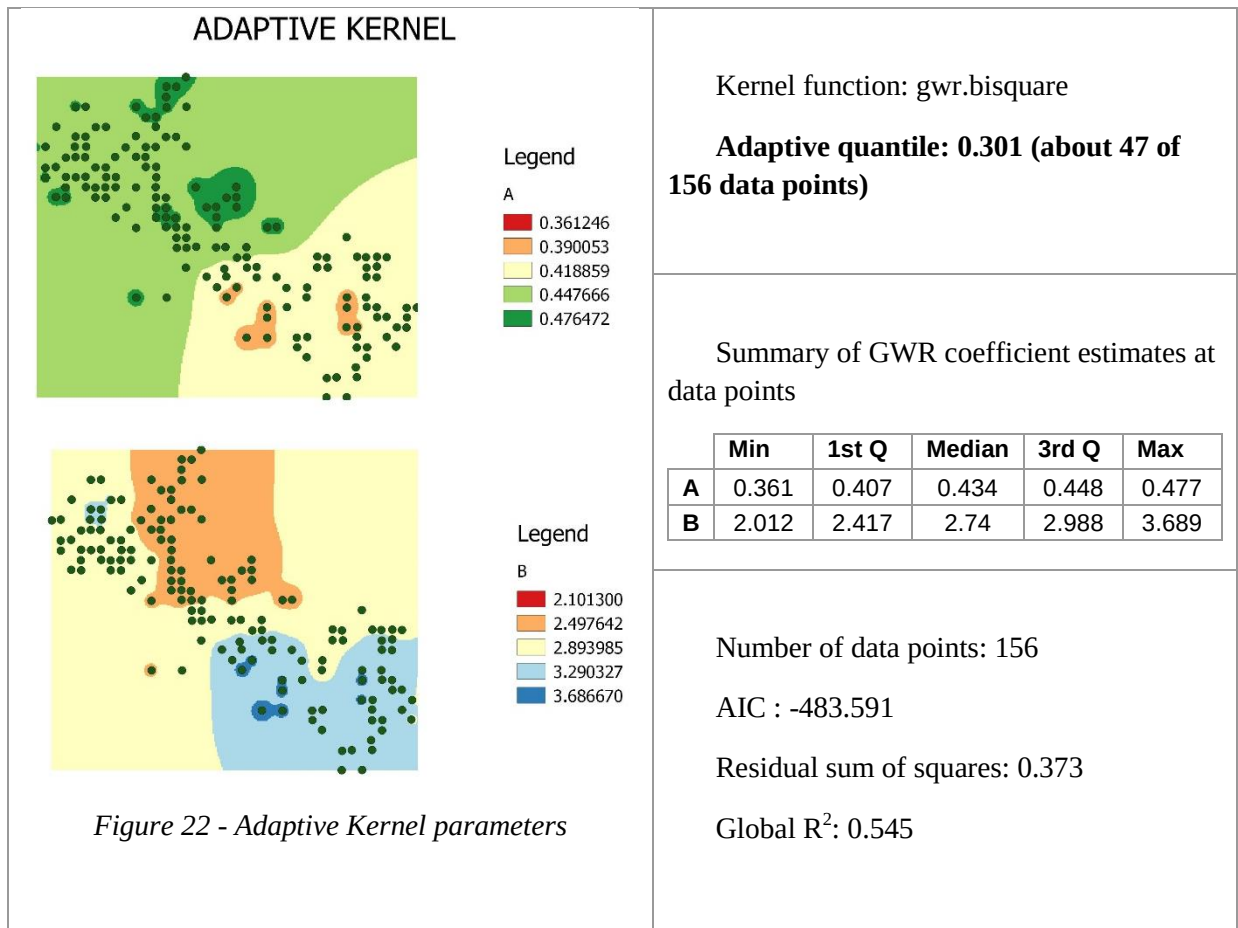 ADAPTIVE KERNEL
Legend
A
0.361246
0.390053
0.418859
0.447666
0.476472
Legend
B
2.101300
2.497642
2.893985
3.290327
3.686670
Figure 22 - Adaptive Kernel parameters
Kernel function: gwr.bisquare
Adaptive quantile: 0.301 (about 47 of
156 data points)
Summary of GWR coefficient estimates at
data points
Min 1st Q Median 3rd Q Max
A 0.361 0.407 0.434 0.448 0.477
B 2.012 2.417 2.74 2.988 3.689
Number of data points: 156
AIC : -483.591
Residual sum of squares: 0.373
Global R²: 0.545